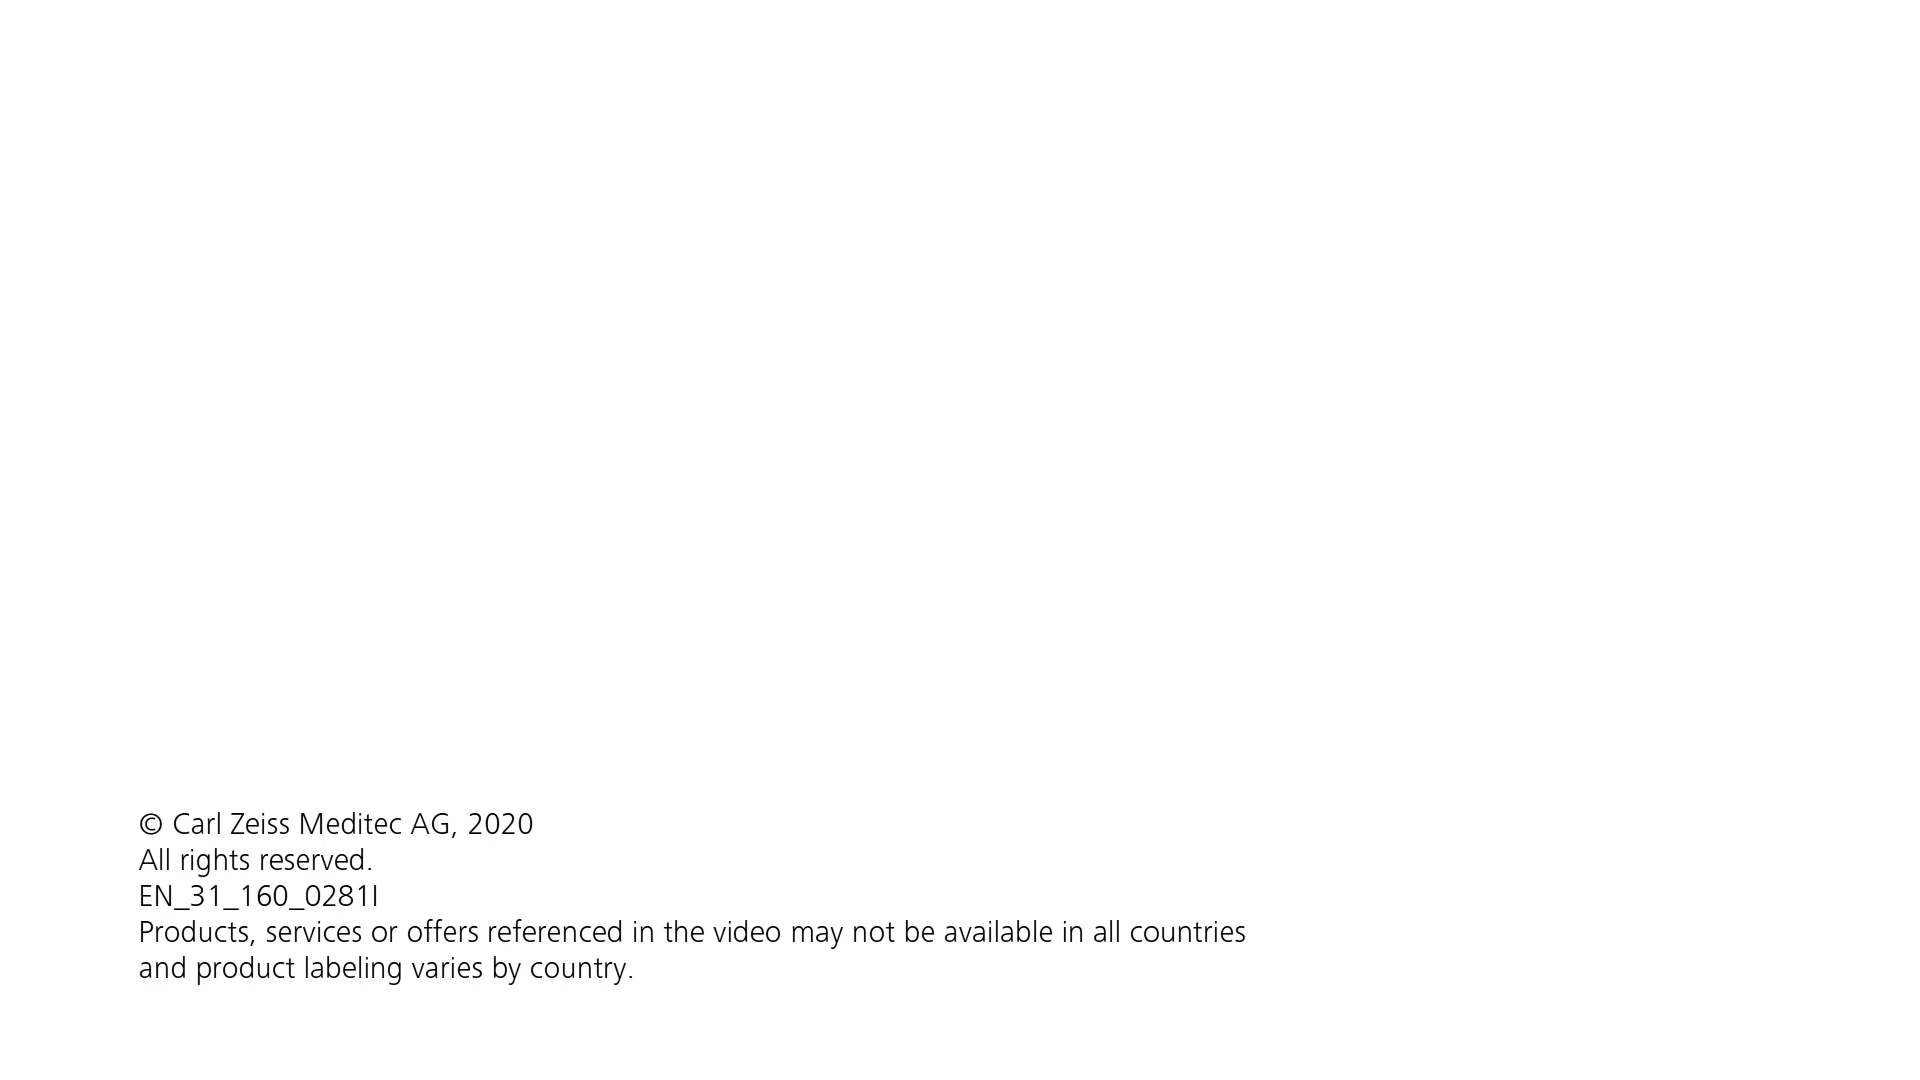 © Carl Zeiss Meditec AG, 2020
All rights reserved.
EN_31_160_0281I
Products, services or offers referenced in the video may not be available in all countries
and product labeling varies by country.